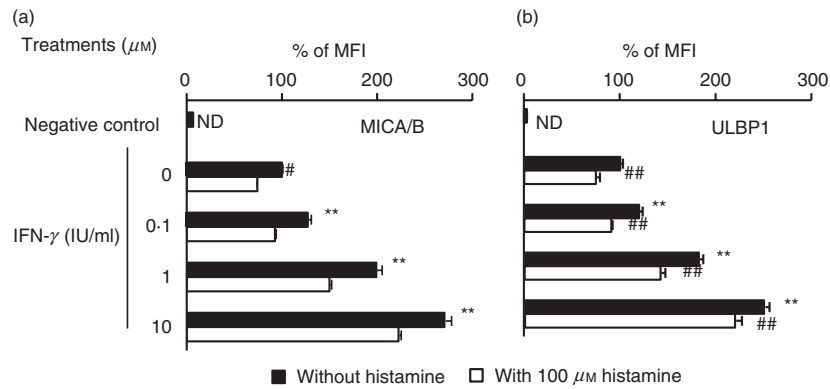 (a)
Treatments (μM)
% of MFI
0 100 200 300
Negative control
ND
MICA/B
IFN-γ (IU/ml)
0 #
0·1 **
1 **
10 **
(b)
% of MFI
0 100 200 300
ND
ULBP1
##
**
##
**
##
**
##
Without histamine With 100 μM histamine